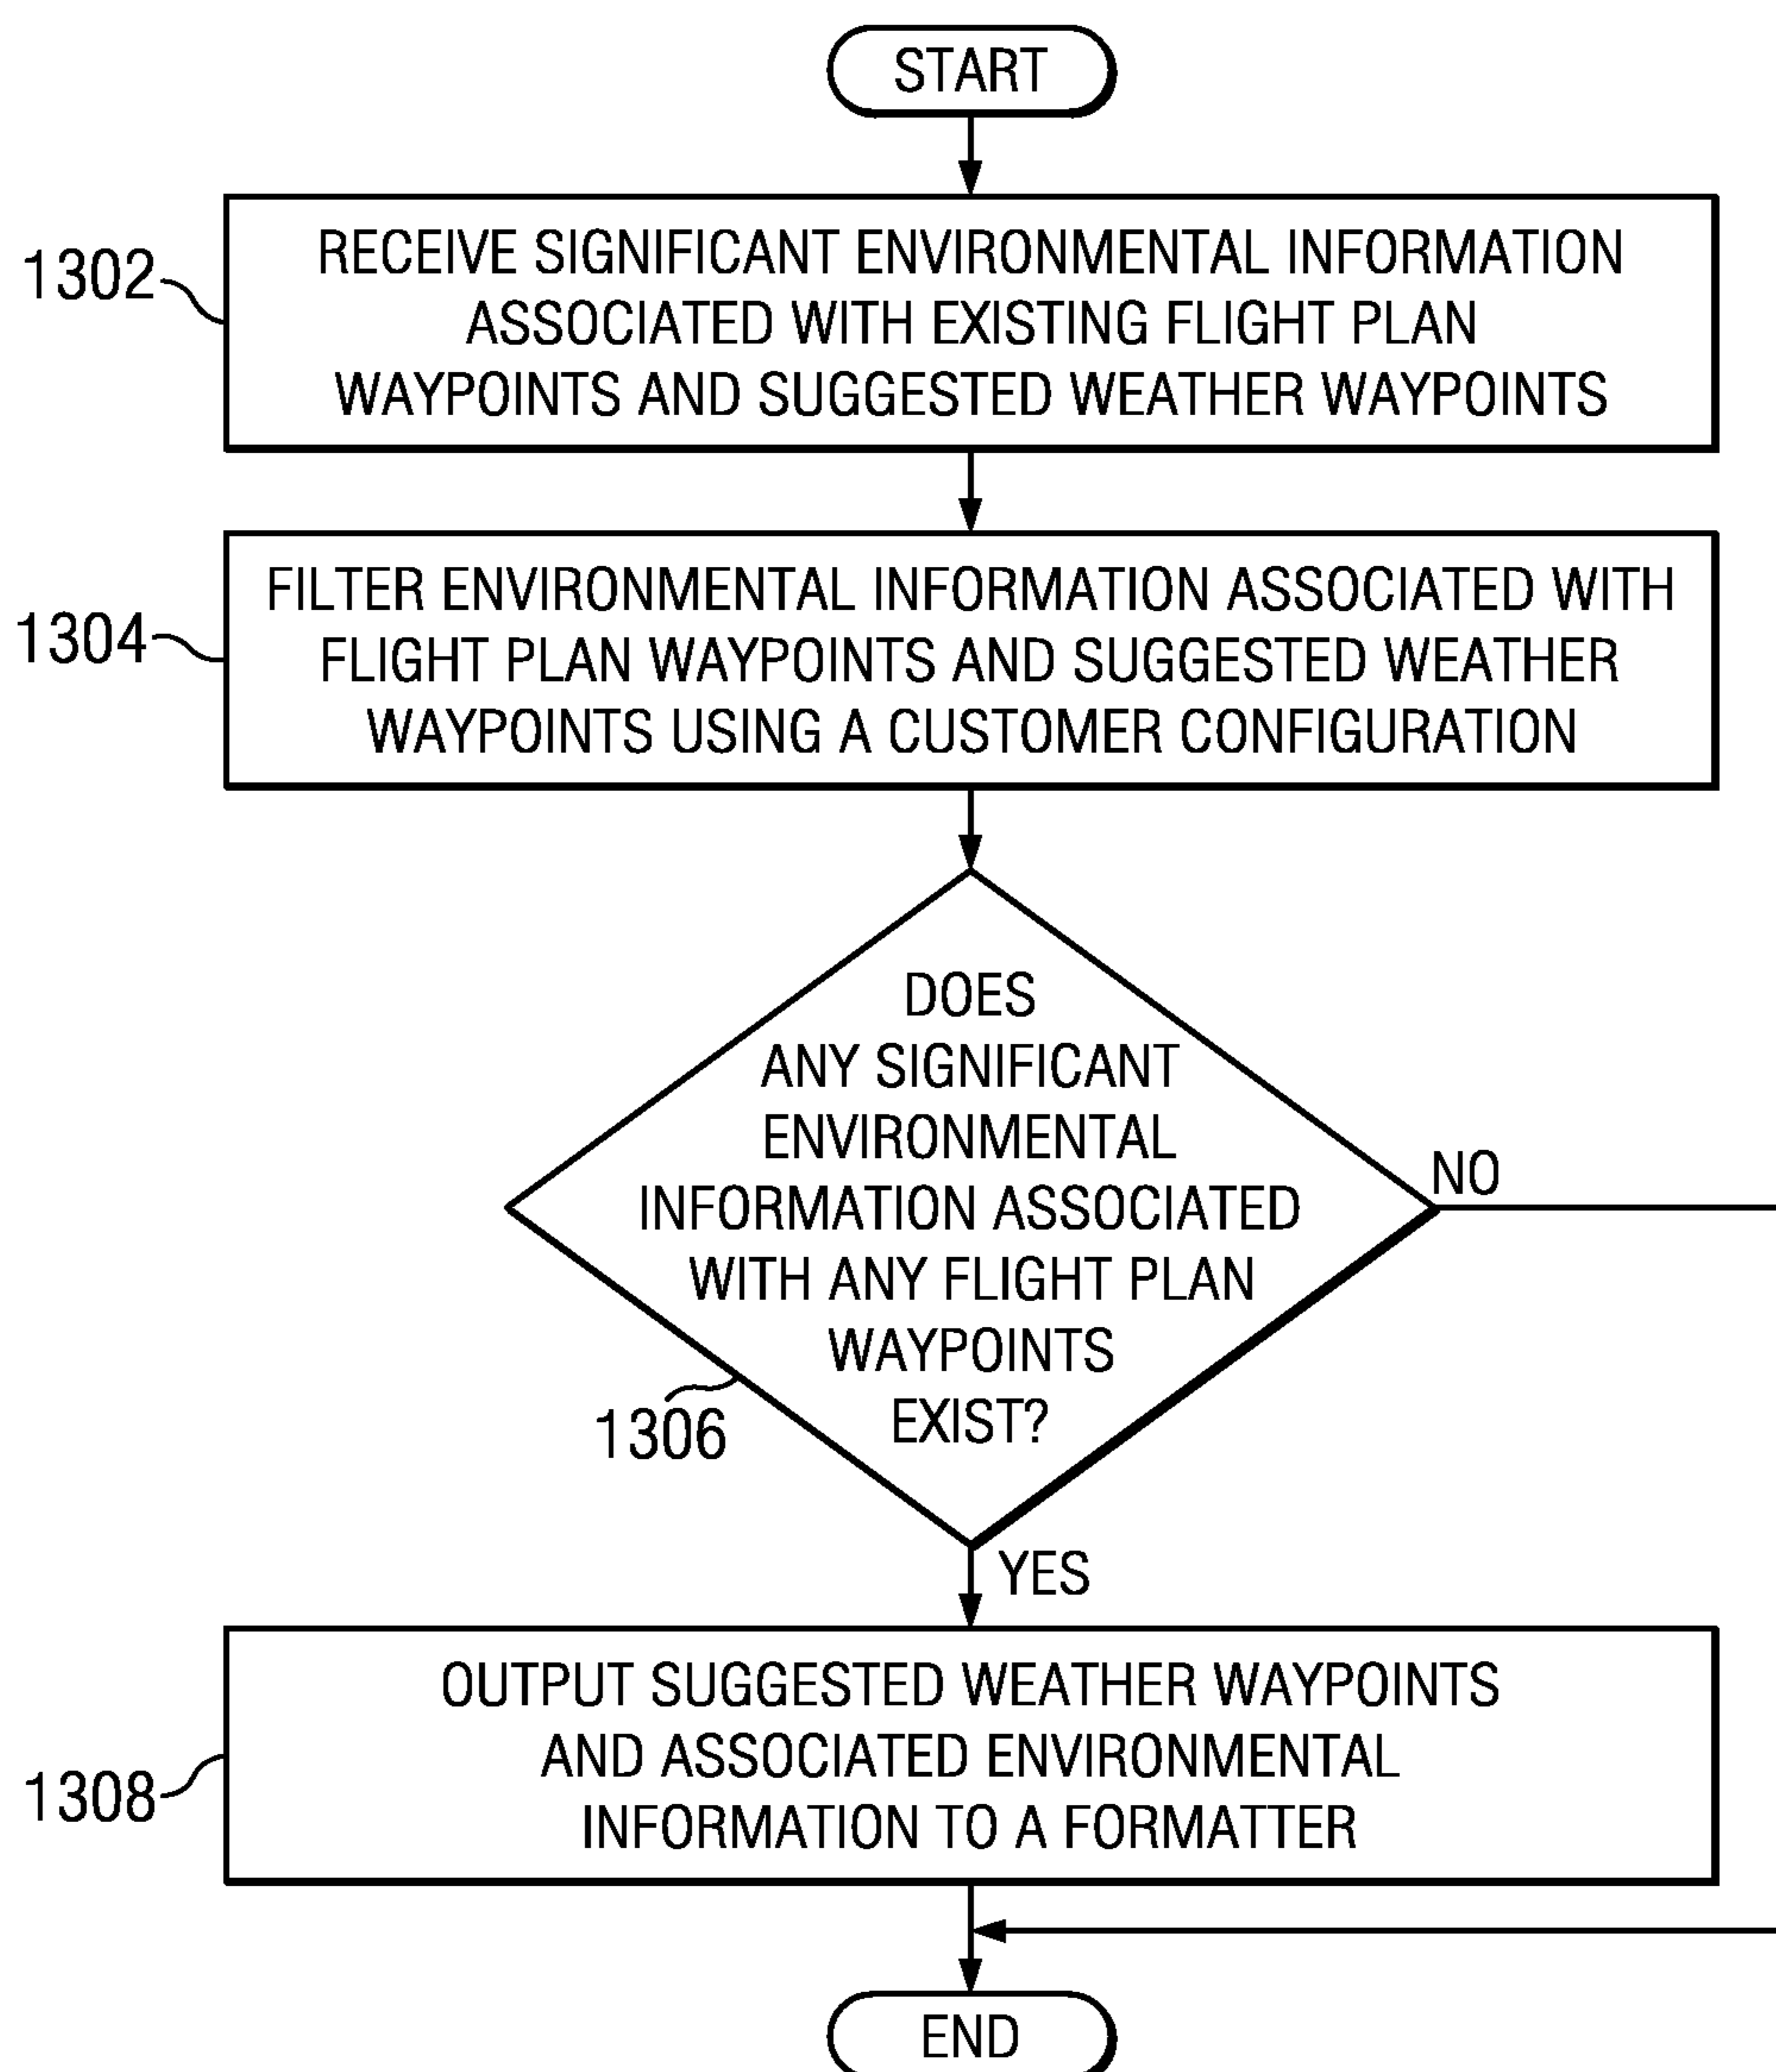 START
1302
RECEIVE SIGNIFICANT ENVIRONMENTAL INFORMATION
ASSOCIATED WITH EXISTING FLIGHT PLAN
WAYPOINTS AND SUGGESTED WEATHER WAYPOINTS
1304
FILTER ENVIRONMENTAL INFORMATION ASSOCIATED WITH
FLIGHT PLAN WAYPOINTS AND SUGGESTED WEATHER
WAYPOINTS USING A CUSTOMER CONFIGURATION
DOES
ANY SIGNIFICANT
ENVIRONMENTAL
INFORMATION ASSOCIATED
WITH ANY FLIGHT PLAN
WAYPOINTS
EXIST?
NO
1306
YES
1308
OUTPUT SUGGESTED WEATHER WAYPOINTS
AND ASSOCIATED ENVIRONMENTAL
INFORMATION TO A FORMATTER
END